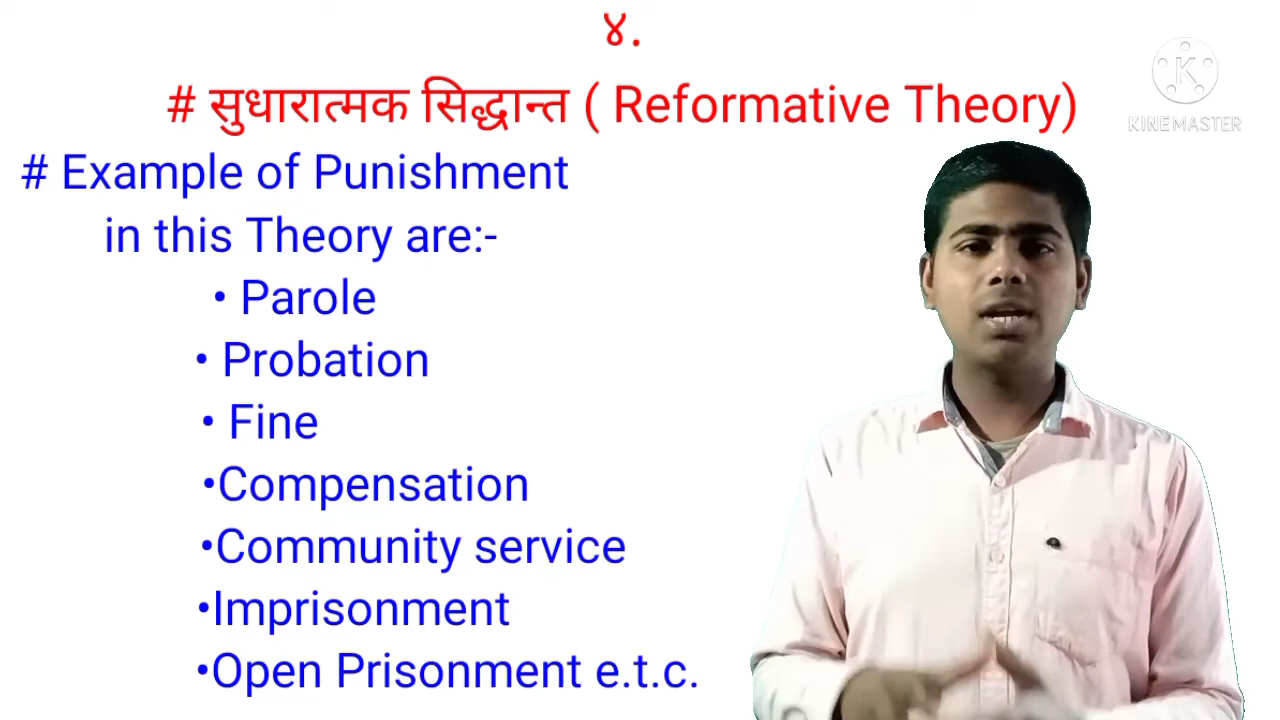 ४.
# सुधारात्मक सिद्धान्त ( Reformative Theory)
KINEMASTER
# Example of Punishment
in this Theory are:-
• Parole
• Probation
• Fine
•Compensation
•Community service
•Imprisonment
•Open Prisonment e.t.c.